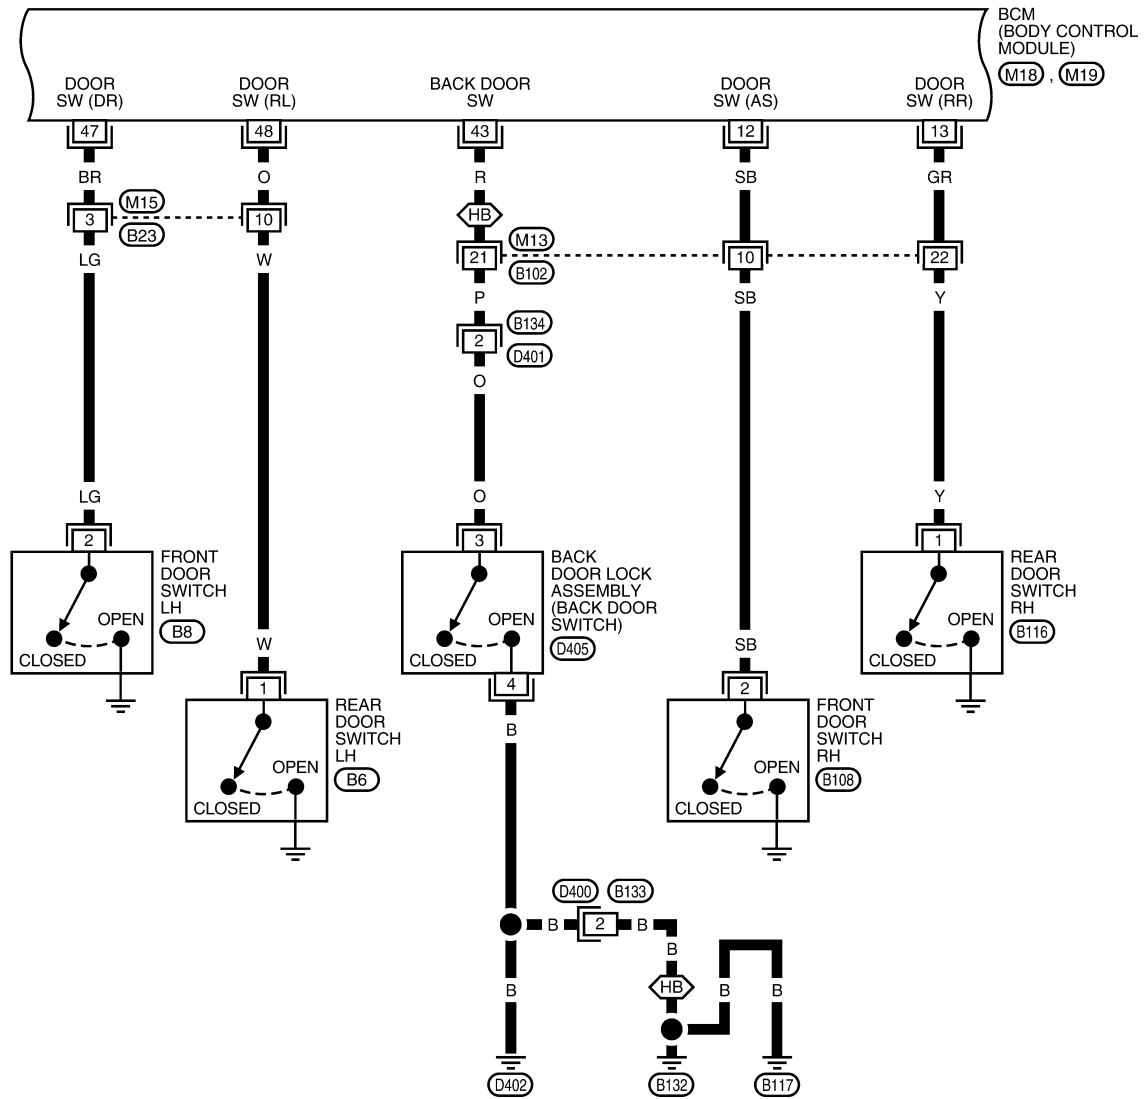 BCM
(BODY CONTROL
MODULE)
M18 , M19
DOOR
SW (DR)
DOOR
SW (RL)
BACK DOOR
SW
DOOR
SW (AS)
DOOR
SW (RR)
47
48
43
12
13
BR
O
R
SB
GR
M15
3
10
B23
HB
M13
21
10
22
B102
LG
W
P
SB
Y
B134
2
D401
O
LG
O
Y
2
3
1
FRONT
DOOR
SWITCH
LH
B8
OPEN
CLOSED
BACK
DOOR LOCK
ASSEMBLY
(BACK DOOR
SWITCH)
D405
OPEN
CLOSED
4
REAR
DOOR
SWITCH
RH
B116
OPEN
CLOSED
W
SB
1
2
REAR
DOOR
SWITCH
LH
B6
OPEN
CLOSED
B
FRONT
DOOR
SWITCH
RH
B108
OPEN
CLOSED
D400
B133
B
2
B
B
B
HB
B
B
D402
B132
B117